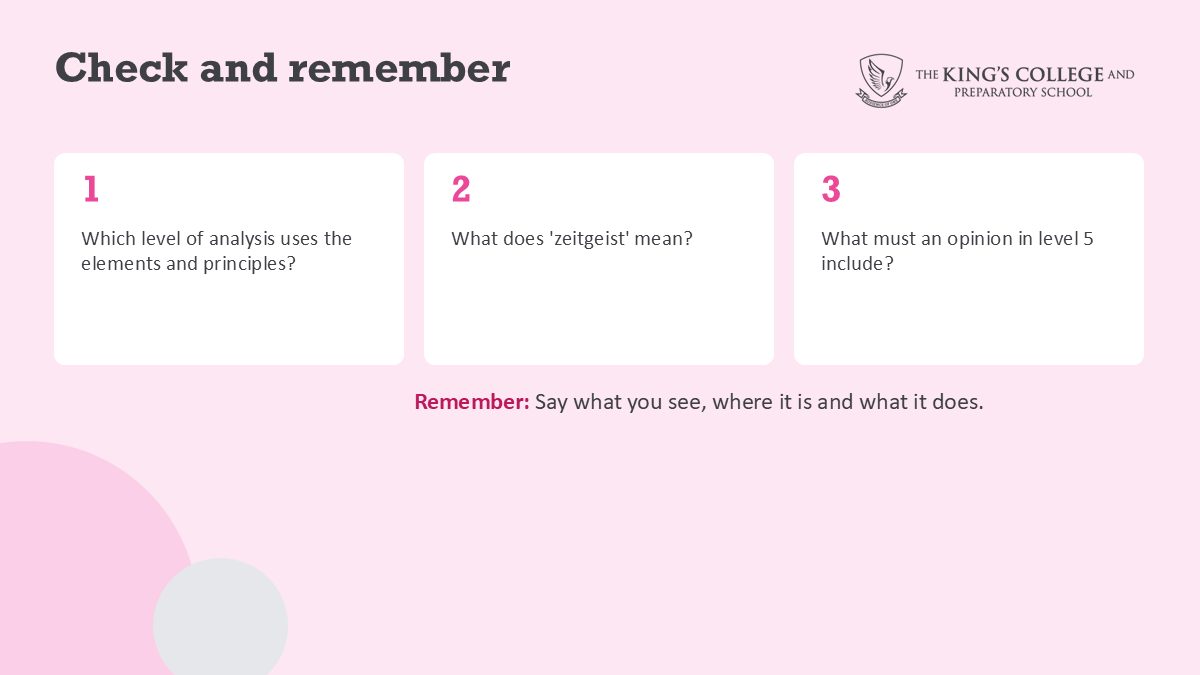 Check and remember
THE KING'S COLLEGE AND
PREPARATORY SCHOOL
1
Which level of analysis uses the
elements and principles?
2
What does 'zeitgeist' mean?
3
What must an opinion in level 5
include?
Remember: Say what you see, where it is and what it does.